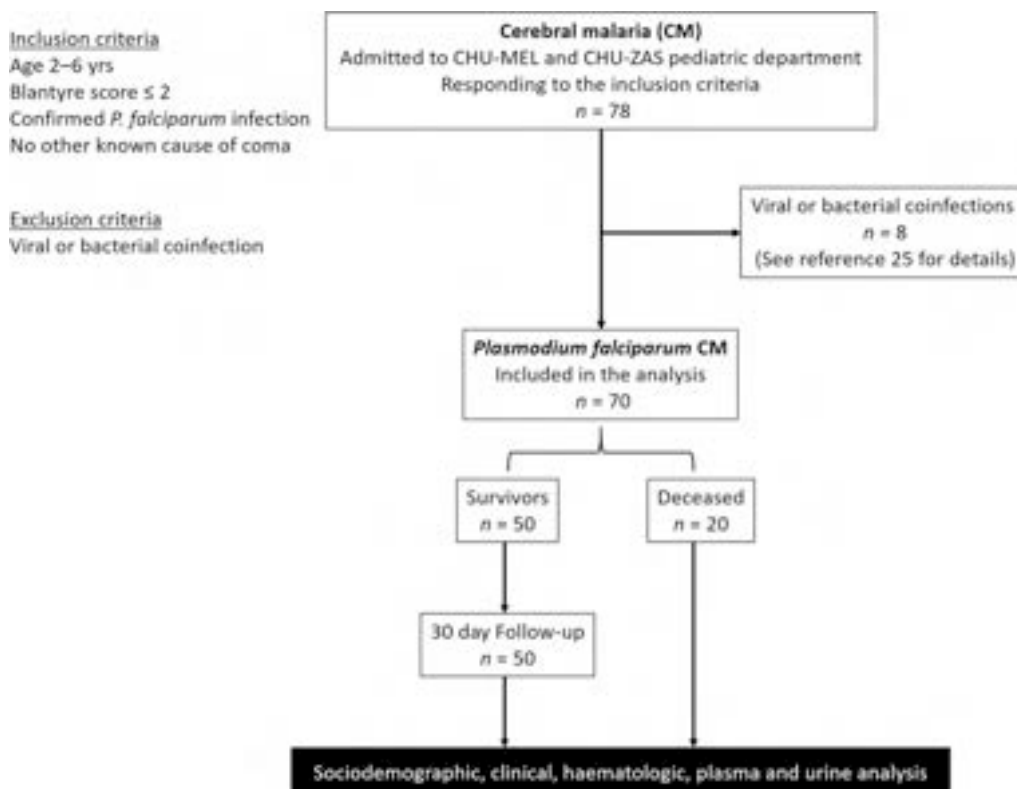 Inclusion criteria
Age 2–6 yrs
Blantyre score ≤ 2
Confirmed P. falciparum infection
No other known cause of coma
Exclusion criteria
Viral or bacterial coinfection
Cerebral malaria (CM)
Admitted to CHU-MEL and CHU-ZAS pediatric department
Responding to the inclusion criteria
n = 78
Viral or bacterial coinfections
n = 8
(See reference 25 for details)
Plasmodium falciparum CM
Included in the analysis
n = 70
Survivors
n = 50
Deceased
n = 20
30 day Follow-up
n = 50
Sociodemographic, clinical, haematologic, plasma and urine analysis